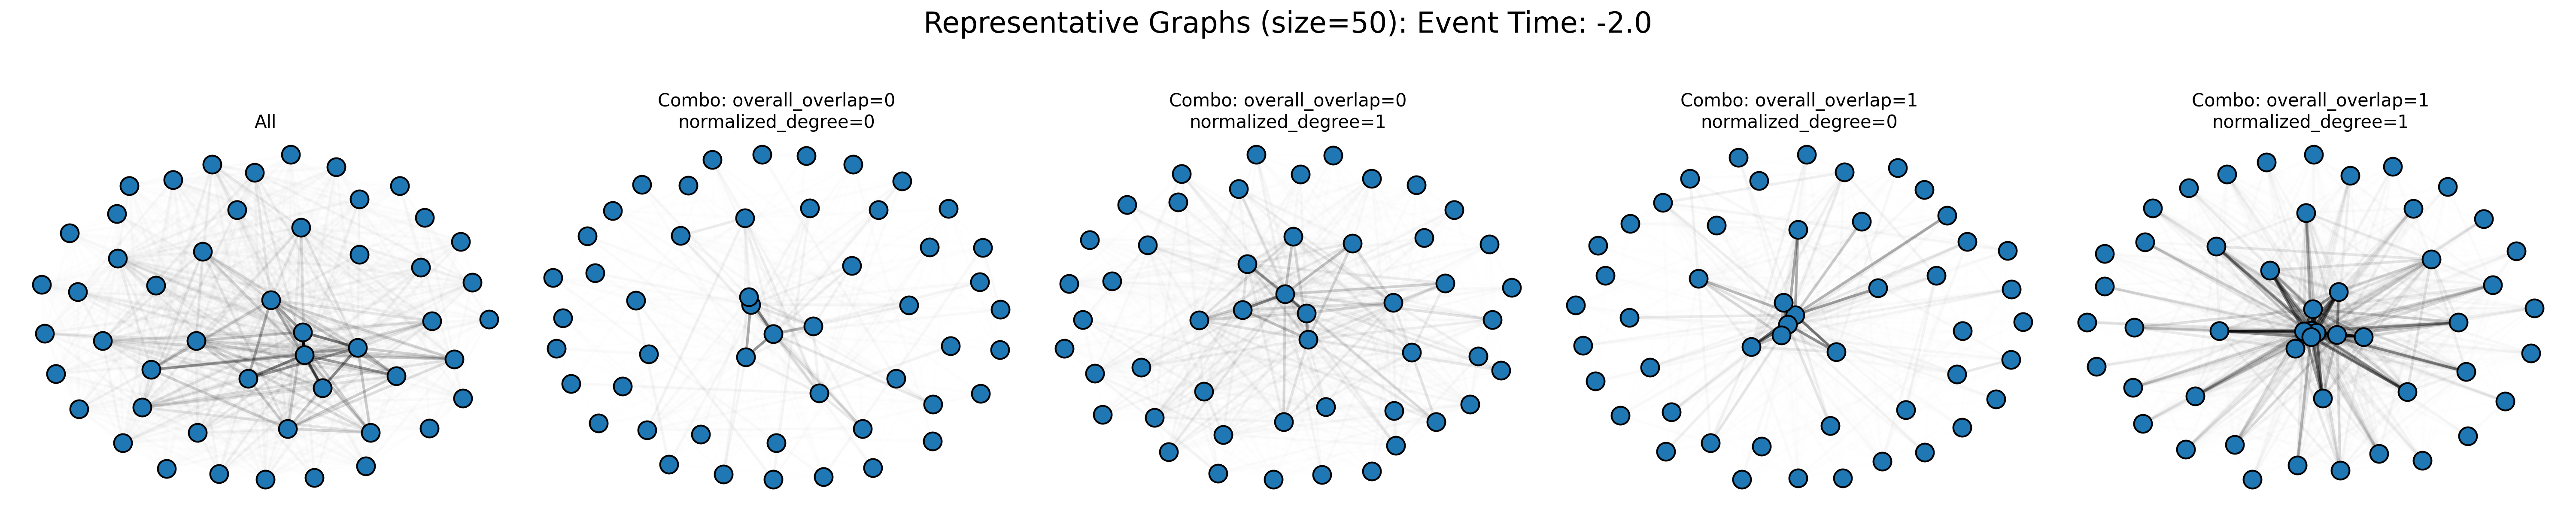 Representative Graphs (size=50): Event Time: -2.0
All
Combo: overall_overlap=0
normalized_degree=0
Combo: overall_overlap=0
normalized_degree=1
Combo: overall_overlap=1
normalized_degree=0
Combo: overall_overlap=1
normalized_degree=1